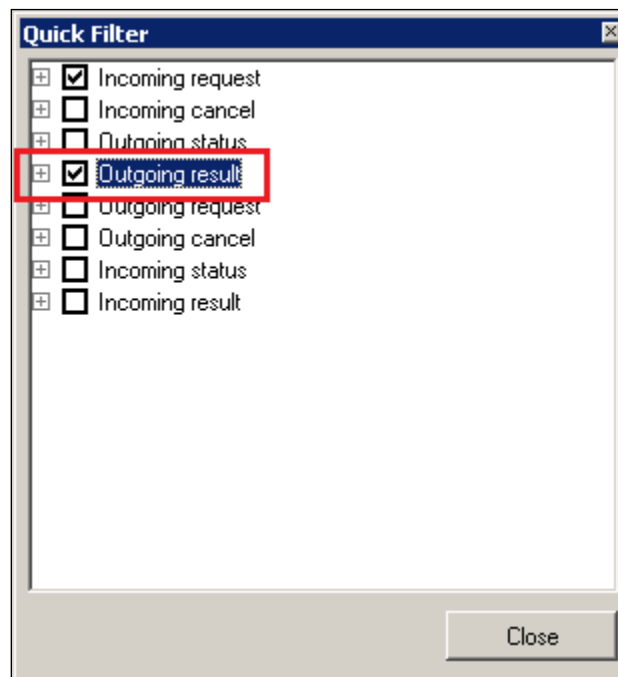 Quick Filter
Incoming request
Incoming cancel
Outgoing status
Outgoing result
Outgoing request
Outgoing cancel
Incoming status
Incoming result
Close